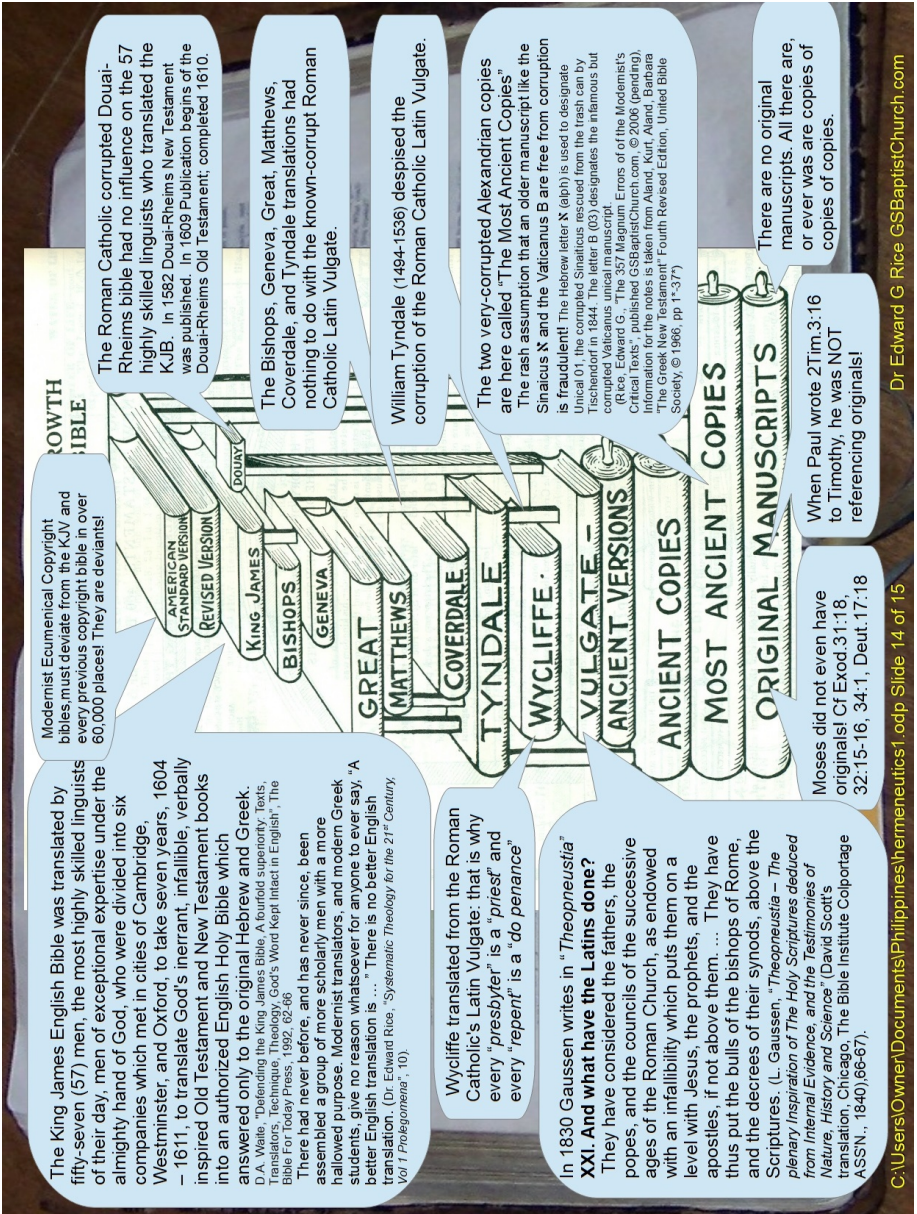 The King James English Bible was translated by
fifty-seven (57) men, the most highly skilled linguists
of their day, men of exceptional expertise under the
almighty hand of God, who were divided into six
companies which met in cities of Cambridge,
Westminster, and Oxford, to take seven years, 1604
– 1611, to translate God's inerrant, infallible, verbally
inspired Old Testament and New Testament books
into an authorized English Holy Bible which
answered only to the original Hebrew and Greek.
D.A. Waite, "Defending the King James Bible, A fourfold superiority: Texts,
Translators, Technique, Theology, God's Word Kept Intact in English", The
Bible For Today Press, 1992, 62-66
There had never before, and has never since, been
assembled a group of more scholarly men with a more
hallowed purpose. Modernist translators, and modern Greek
students, give no reason whatsoever for anyone to ever say, "A
better English translation is ..." There is no better English
translation. (Dr. Edward Rice, "Systematic Theology for the 21st Century,
Vol 1 Prolegomena", 10).
Modernist Ecumenical Copyright
bibles,must deviate from the KJV and
every previous copyright bible in over
60,000 places! They are deviants!
ROWTH
IBLE
The Roman Catholic corrupted Douai-
Rheims bible had no influence on the 57
highly skilled linguists who translated the
KJB. In 1582 Douai-Rheims New Testament
was published. In 1609 Publication begins of the
Douai-Rheims Old Testament; completed 1610.
The Bishops, Geneva, Great, Matthews,
Coverdale, and Tyndale translations had
nothing to do with the known-corrupt Roman
Catholic Latin Vulgate.
William Tyndale (1494-1536) despised the
corruption of the Roman Catholic Latin Vulgate.
The two very-corrupted Alexandrian copies
are here called "The Most Ancient Copies"
The rash assumption that an older manuscript like the
Sinaicus ℵ and the Vaticanus B are free from corruption
is fraudulent! The Hebrew letter ℵ (alph) is used to designate
Unical 01, the corrupted Sinaiticus rescued from the trash can by
Tischendorf in 1844. The letter B (03) designates the infamous but
corrupted Vaticanus unicial manuscript.
(Rice, Edward G., "The 357 Magnum Errors of of the Modernist's
Critical Texts", published GSBaptistChurch.com, © 2006 (pending),
Information for the notes is taken from Aland, Kurt, Aland, Barbara
"The Greek New Testament" Fourth Revised Edition, United Bible
Society, © 1966, pp 1*-37*)
AMERICAN
STANDARD VERSION
REVISED VERSION
DOUAY
KING JAMES
BISHOPS
GENEVA
GREAT
MATTHEWS
COVERDALE
TYNDALE
WYCLIFFE.
VULGATE –
ANCIENT VERSIONS
ANCIENT COPIES
MOST ANCIENT COPIES
ORIGINAL MANUSCRIPTS
Wycliffe translated from the Roman
Catholic's Latin Vulgate: that is why
every "presbyter" is a "priest" and
every "repent" is a "do penance"
In 1830 Gaussen writes in "Theopneustia"
XXI. And what have the Latins done?
They have considered the fathers, the
popes, and the councils of the successive
ages of the Roman Church, as endowed
with an infallibility which puts them on a
level with Jesus, the prophets, and the
apostles, if not above them. ... They have
thus put the bulls of the bishops of Rome,
and the decrees of their synods, above the
Scriptures. (L. Gaussen, "Theopneustia – The
plenary Inspiration of The Holy Scriptures deduced
from Internal Evidence, and the Testimonies of
Nature, History and Science" (David Scott's
translation, Chicago, The Bible Institute Colportage
ASS'N., 1840),66-67).
Moses did not even have
originals! Cf Exod.31:18,
32:15-16, 34:1, Deut.17:18
When Paul wrote 2Tim.3:16
to Timothy, he was NOT
referencing originals!
There are no original
manuscripts. All there are,
or ever was are copies of
copies of copies.
C:\Users\Owner\Documents\Philippines\hermeneutics1.odp Slide 14 of 15
Dr Edward G Rice GSBaptistChurch.com